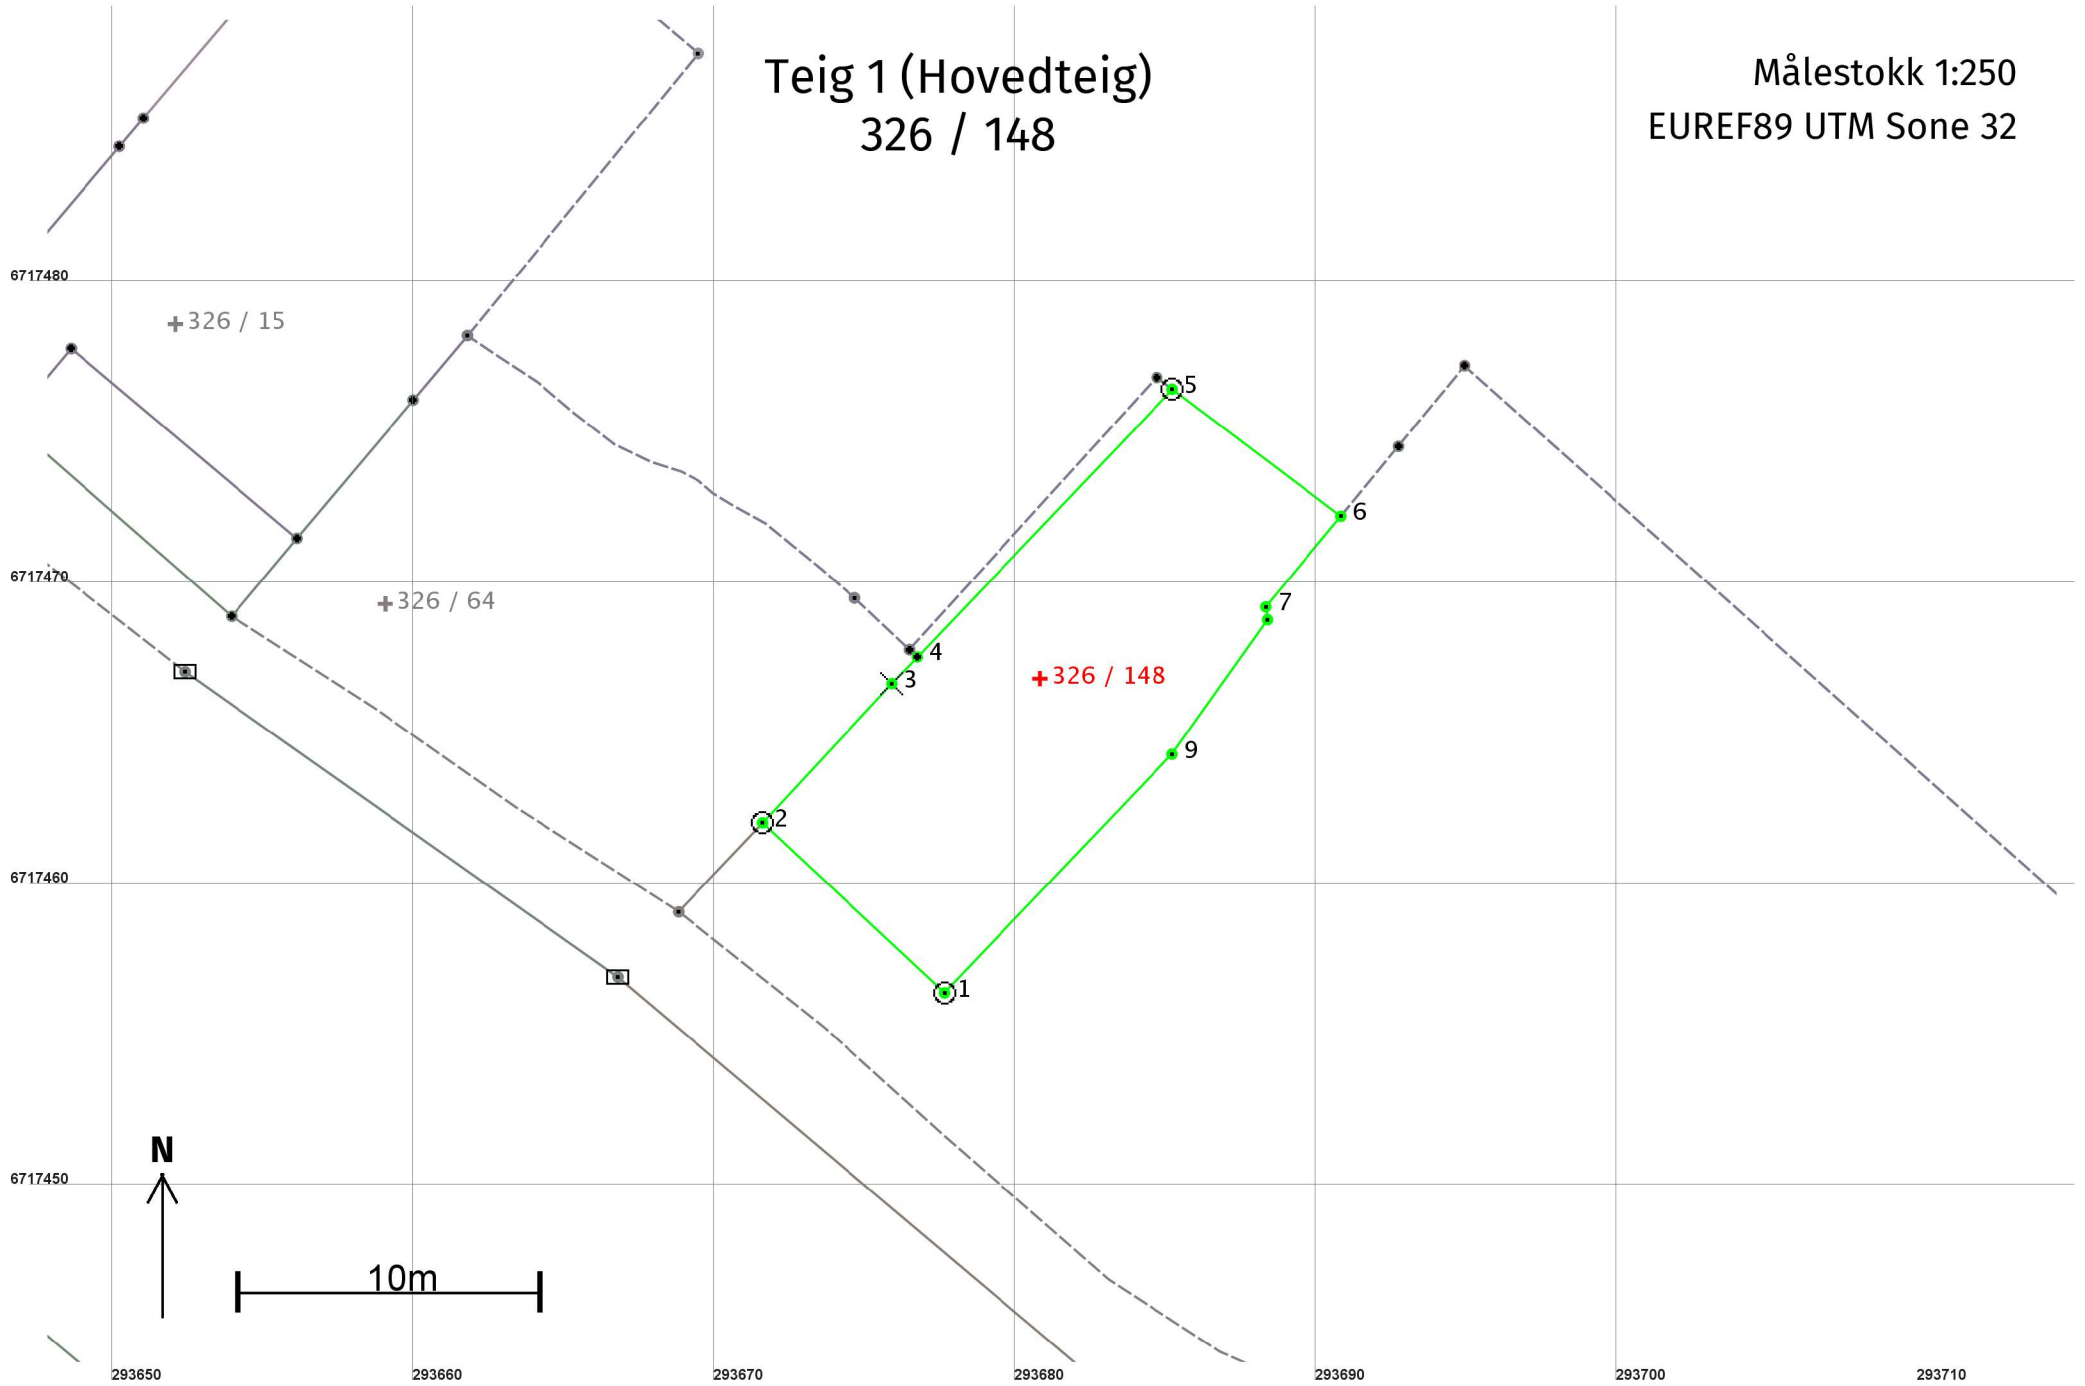 Teig 1 (Hovedteig)
326 / 148
Målestokk 1:250
EUREF89 UTM Sone 32
6717480
326 / 15
5
6
6717470
326 / 64
7
4
3
326 / 148
9
2
6717460
1
6717450
N
10m
293650
293660
293670
293680
293690
293700
293710